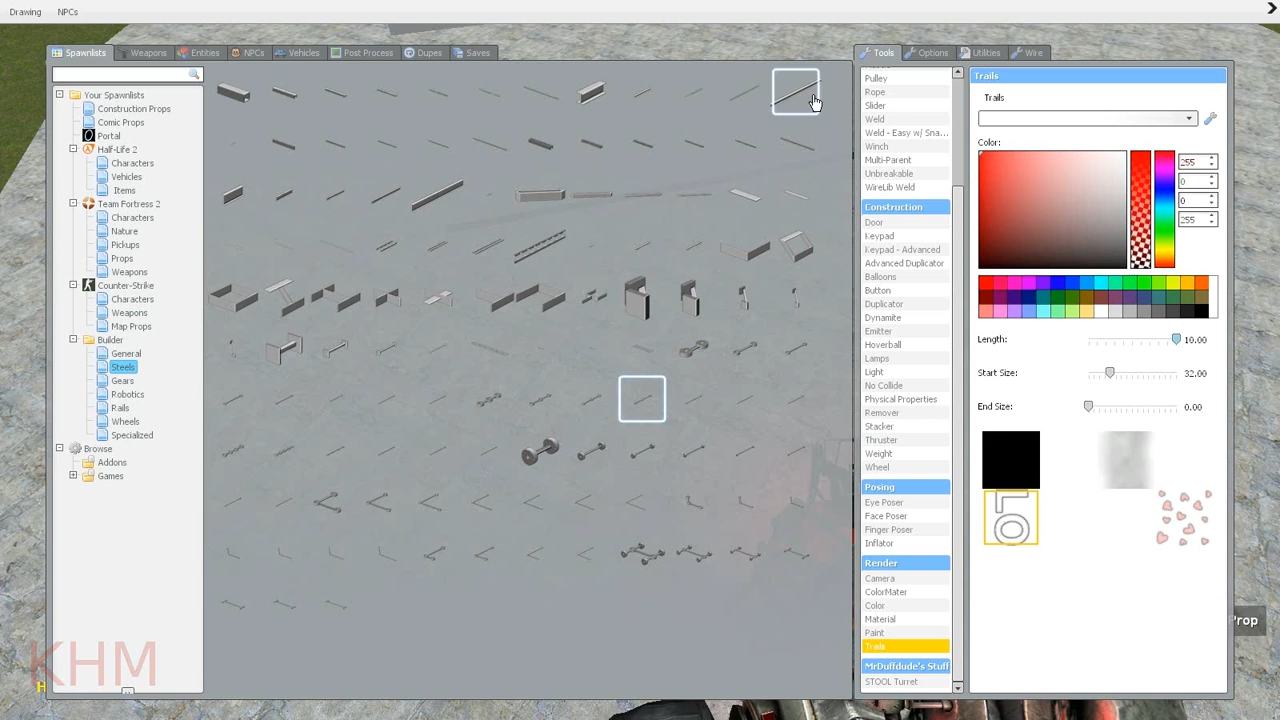 Drawing NPCs
Spawnlists Weapons Entities NPCs Vehicles Post Process Dupes Saves
Your Spawnlists
Construction Props
Comic Props
Portal
Half-Life 2
Characters
Vehicles
Items
Team Fortress 2
Characters
Nature
Pickups
Props
Weapons
Counter-Strike
Characters
Weapons
Map Props
Builder
General
Steels
Gears
Robotics
Rails
Wheels
Specialized
Browse
Addons
Games
KHM
Tools Options Utilities Wire
Pulley
Rope
Slider
Weld
Weld - Easy w/ Sna...
Winch
Multi-Parent
Unbreakable
WireLib Weld
Construction
Door
Keypad
Keypad - Advanced
Advanced Duplicator
Balloons
Button
Duplicator
Dynamite
Emitter
Hoverball
Lamps
Light
No Collide
Physical Properties
Remover
Stacker
Thruster
Weight
Wheel
Posing
Eye Poser
Face Poser
Finger Poser
Inflator
Render
Camera
ColorMater
Color
Material
Paint
Trails
MrDuffdude's Stuff
STOOL Turret
Trails
Trails
Color:
255
0
0
255
Length: 10.00
Start Size: 32.00
End Size: 0.00
LOL
Prop